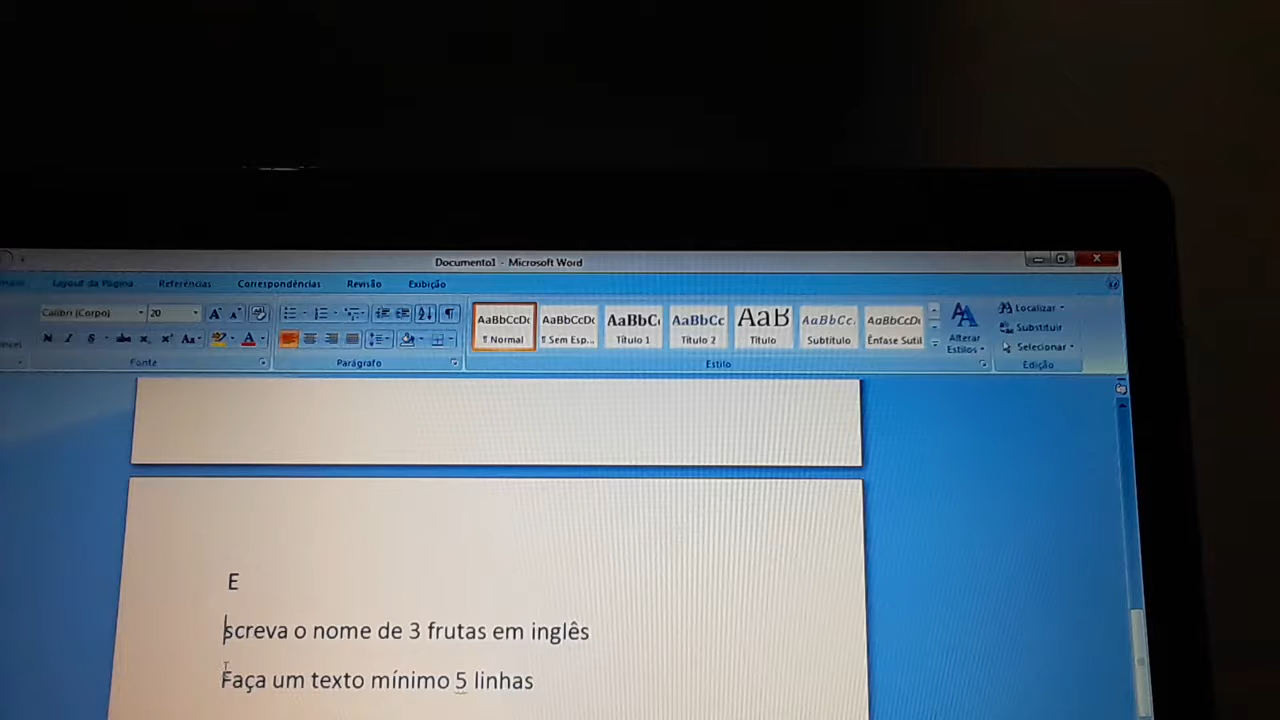 Documento1 - Microsoft Word
Layout da Página Referências Correspondências Revisão Exibição
Calibri (Corpo) 20
AaBbCcDc AaBbCcDc AaBbC AaBbCc AaB AaBbCc. AaBbCcDc
¶ Normal ¶ Sem Esp... Título 1 Título 2 Título Subtítulo Ênfase Sutil
Alterar Estilos
Localizar
Substituir
Selecionar
Fonte Parágrafo Estilo Edição
E
screva o nome de 3 frutas em inglês
Faça um texto mínimo 5 linhas